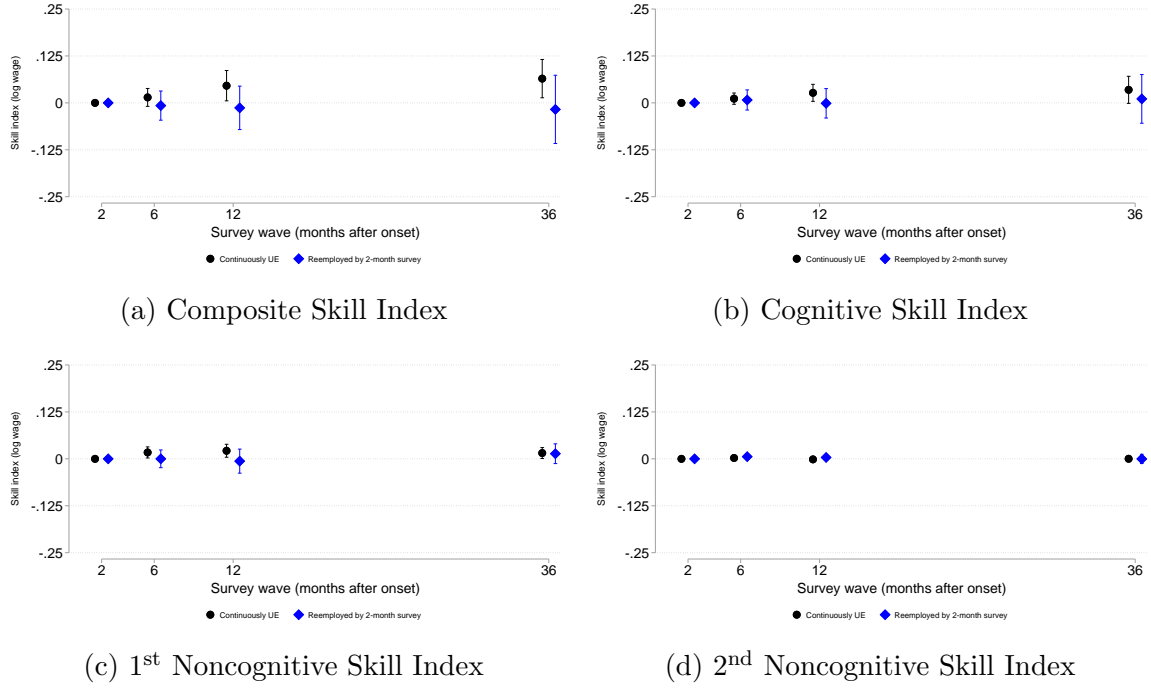 .25
.125
0
-.125
-.25
Skill index (log wage)
2 6 12 36
Survey wave (months after onset)
Continuously UE Reemployed by 2-month survey
(a) Composite Skill Index
.25
.125
0
-.125
-.25
Skill index (log wage)
2 6 12 36
Survey wave (months after onset)
Continuously UE Reemployed by 2-month survey
(b) Cognitive Skill Index
.25
.125
0
-.125
-.25
Skill index (log wage)
2 6 12 36
Survey wave (months after onset)
Continuously UE Reemployed by 2-month survey
(c) 1st Noncognitive Skill Index
.25
.125
0
-.125
-.25
Skill index (log wage)
2 6 12 36
Survey wave (months after onset)
Continuously UE Reemployed by 2-month survey
(d) 2nd Noncognitive Skill Index